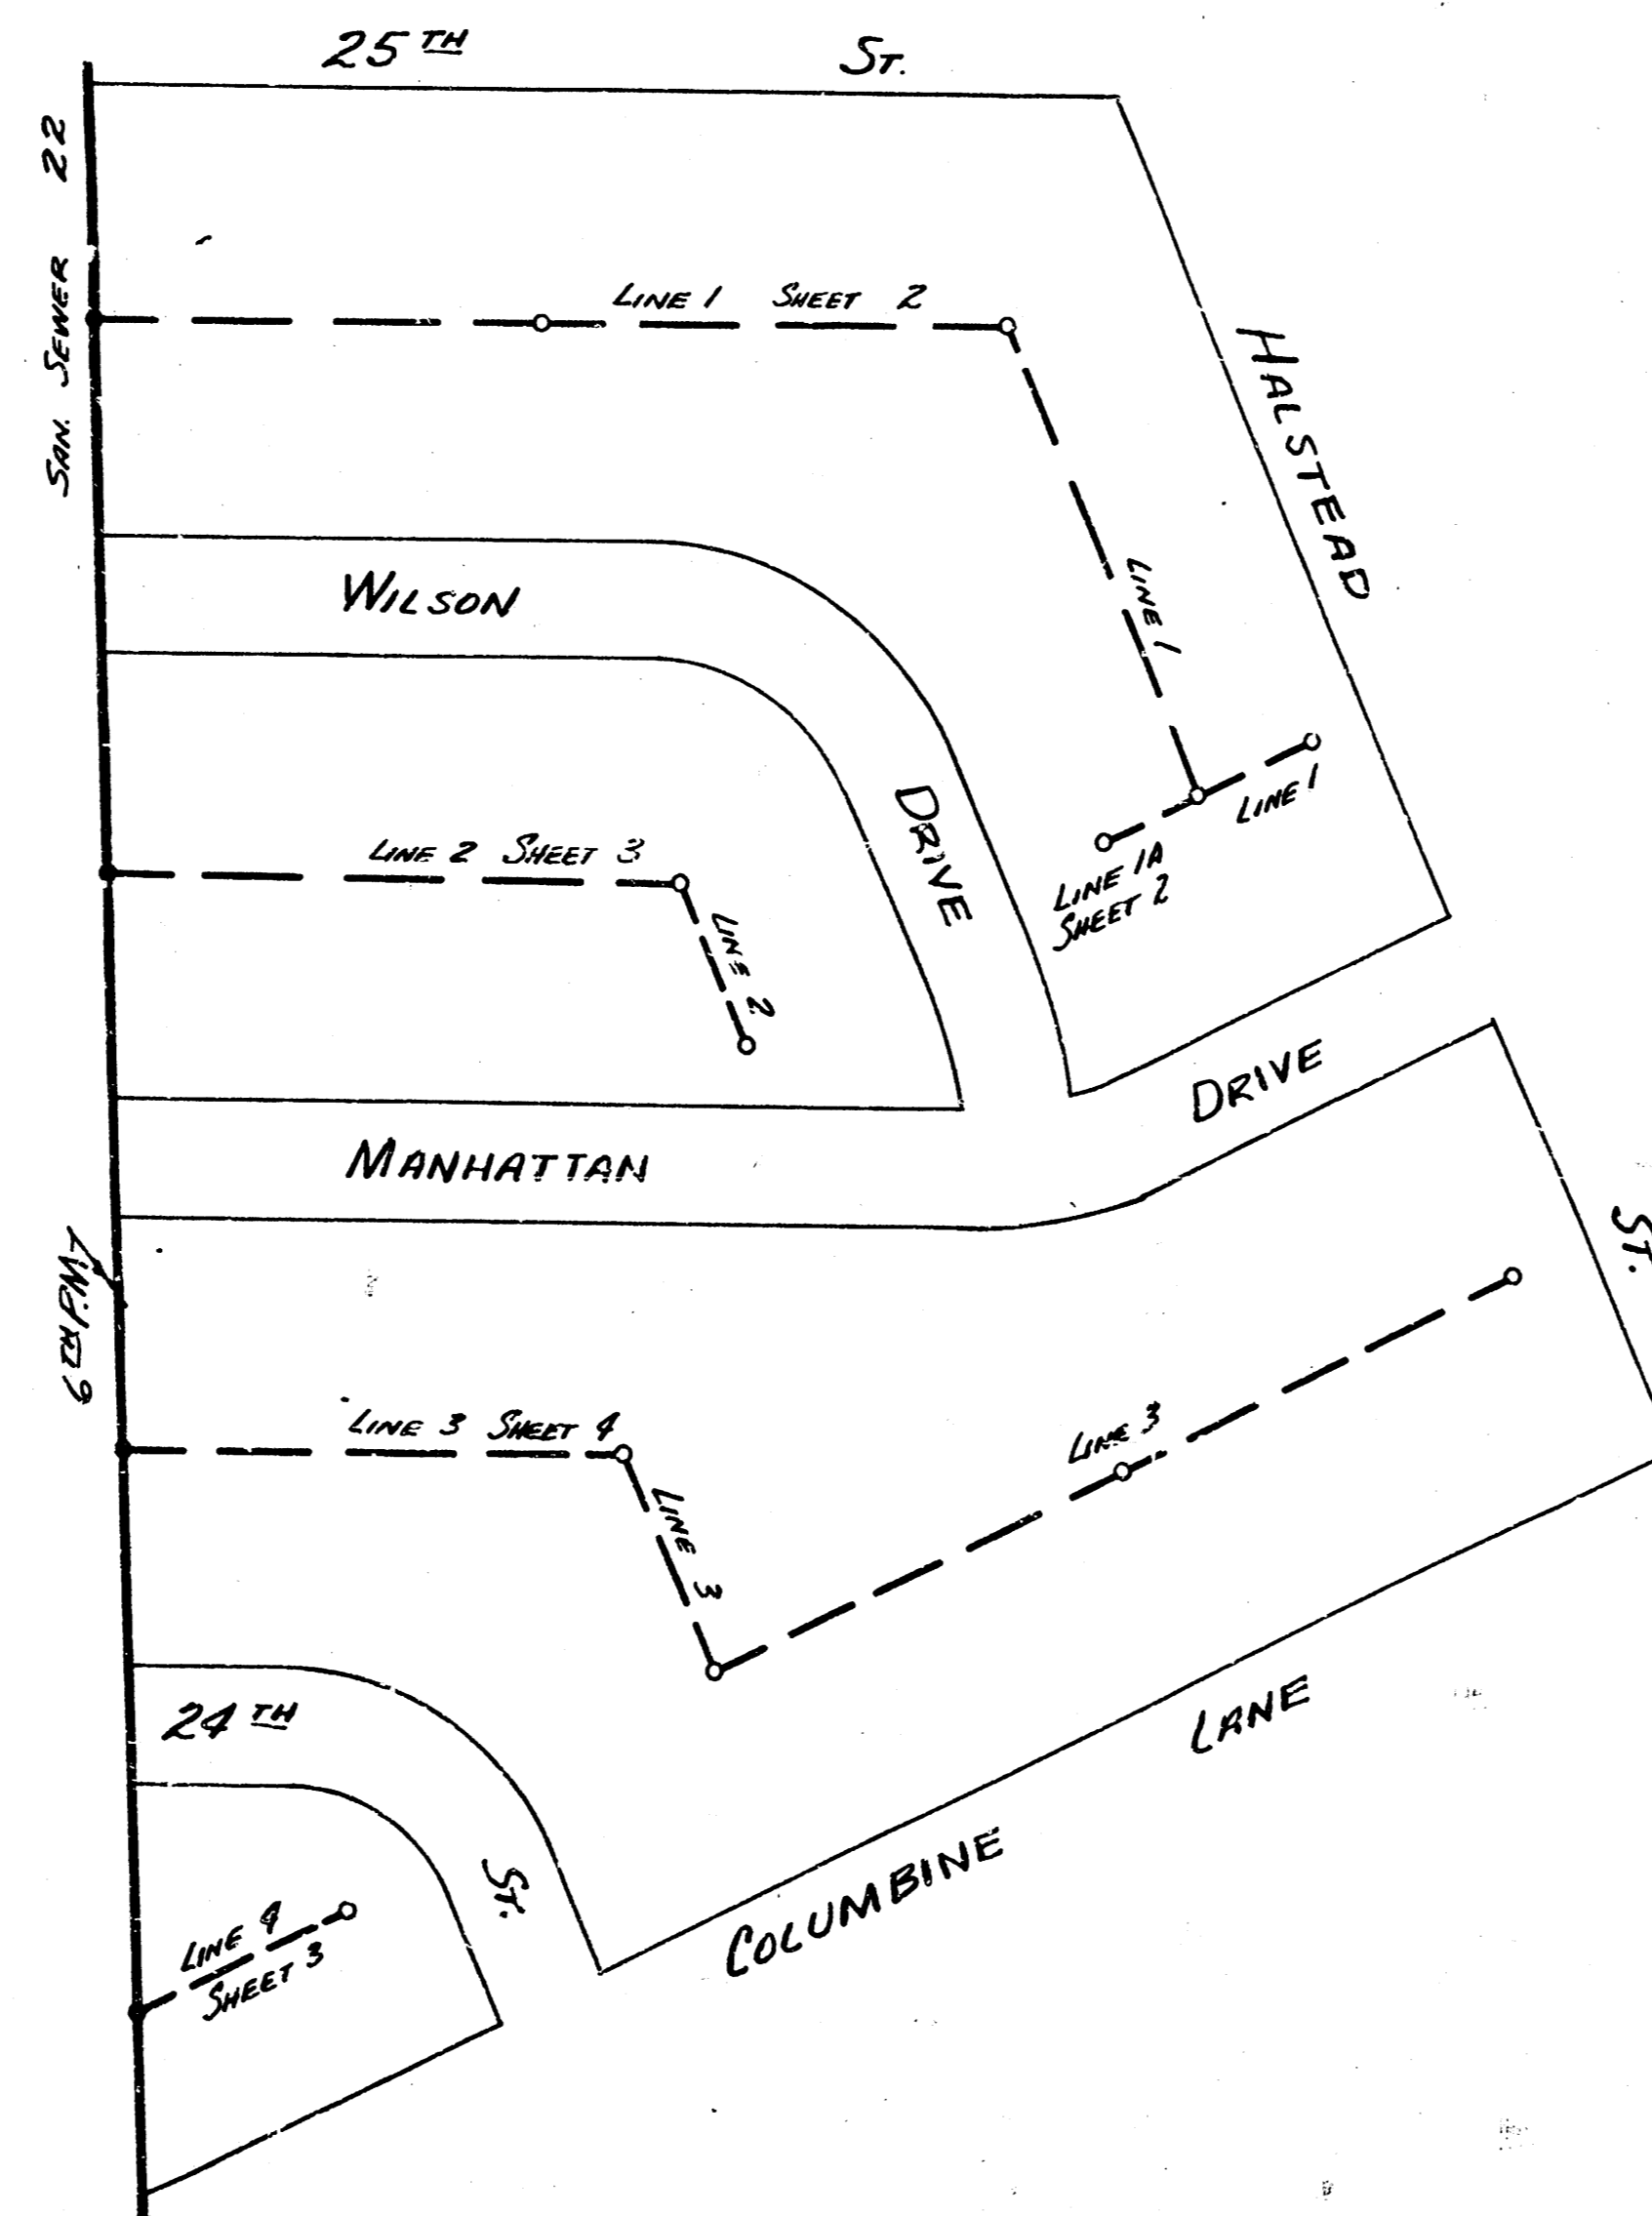 25TH ST.
SAN. SEWER 22
LINE 1 SHEET 2
HALSTEAD
LINE 1
WILSON
DRIVE
LINE 1
LINE 1A
SHEET 2
LINE 2 SHEET 3
LINE 2
DRIVE
MANHATTAN
ST.
6TH P.M.
LINE 3 SHEET 4
LINE 3
LINE 3
24TH
ST.
LANE
COLUMBINE
LINE 4
SHEET 3